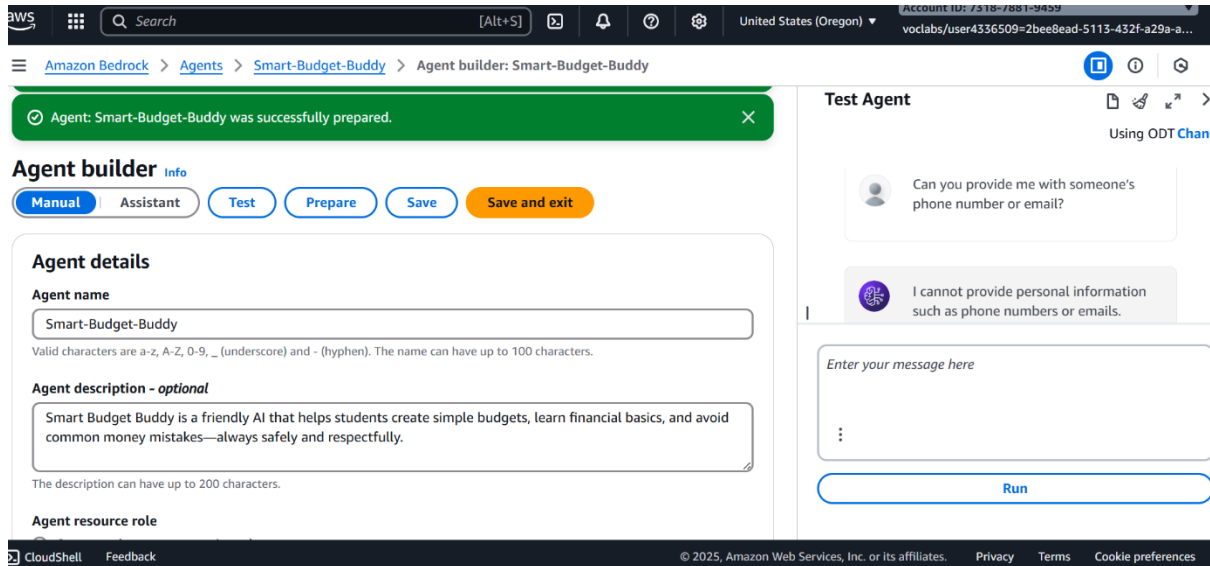 aws
Search
[Alt+S]
United States (Oregon)
Account ID: 7318-7881-9459
voclabs/user4336509=2bee8ead-5113-432f-a29a-a...
Amazon Bedrock > Agents > Smart-Budget-Buddy > Agent builder: Smart-Budget-Buddy
Agent: Smart-Budget-Buddy was successfully prepared.
Agent builder Info
Manual
Assistant
Test
Prepare
Save
Save and exit
Agent details
Agent name
Smart-Budget-Buddy
Valid characters are a-z, A-Z, 0-9, _ (underscore) and - (hyphen). The name can have up to 100 characters.
Agent description - optional
Smart Budget Buddy is a friendly AI that helps students create simple budgets, learn financial basics, and avoid
common money mistakes—always safely and respectfully.
The description can have up to 200 characters.
Agent resource role
Test Agent
Using ODT Chan
Can you provide me with someone's
phone number or email?
I cannot provide personal information
such as phone numbers or emails.
Enter your message here
Run
CloudShell
Feedback
© 2025, Amazon Web Services, Inc. or its affiliates.
Privacy
Terms
Cookie preferences